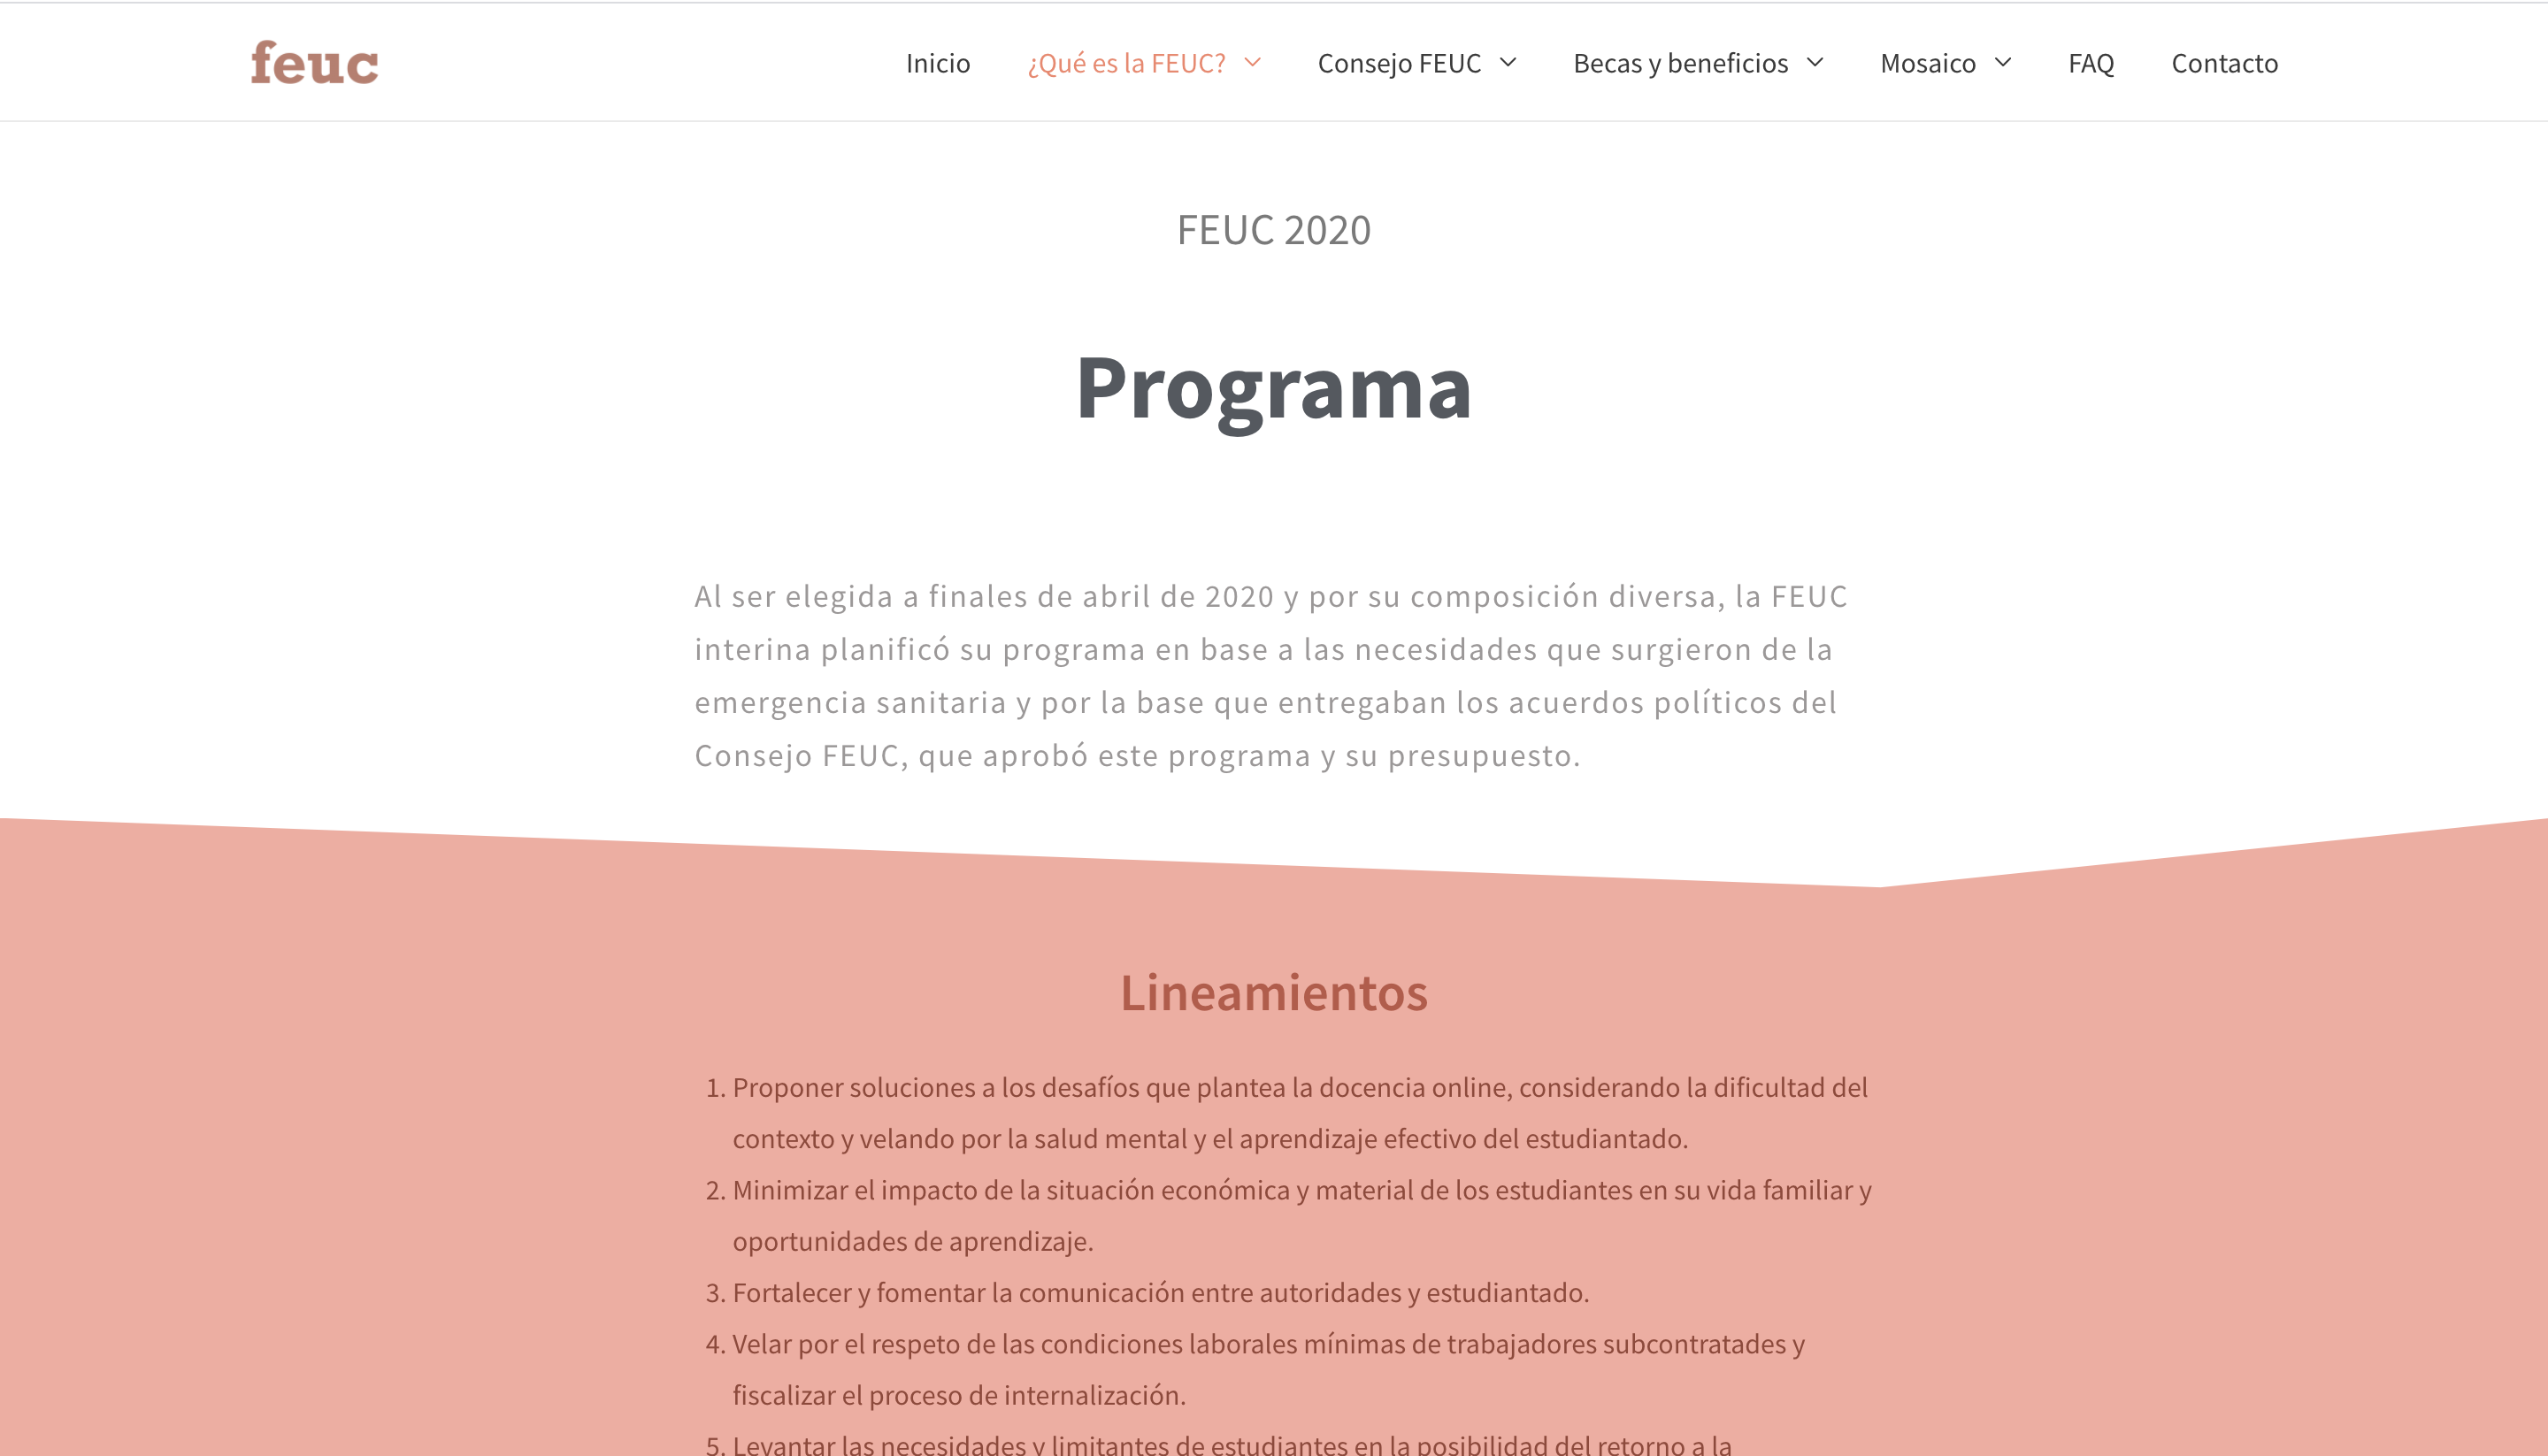 feuc
Inicio
¿Qué es la FEUC?
Consejo FEUC
Becas y beneficios
Mosaico
FAQ
Contacto
FEUC 2020
Programa
Al ser elegida a finales de abril de 2020 y por su composición diversa, la FEUC
interina planificó su programa en base a las necesidades que surgieron de la
emergencia sanitaria y por la base que entregaban los acuerdos políticos del
Consejo FEUC, que aprobó este programa y su presupuesto.
Lineamientos
1. Proponer soluciones a los desafíos que plantea la docencia online, considerando la dificultad del
contexto y velando por la salud mental y el aprendizaje efectivo del estudiantado.
2. Minimizar el impacto de la situación económica y material de los estudiantes en su vida familiar y
oportunidades de aprendizaje.
3. Fortalecer y fomentar la comunicación entre autoridades y estudiantado.
4. Velar por el respeto de las condiciones laborales mínimas de trabajadores subcontratades y
fiscalizar el proceso de internalización.
5. Levantar las necesidades y limitantes de estudiantes en la posibilidad del retorno a la